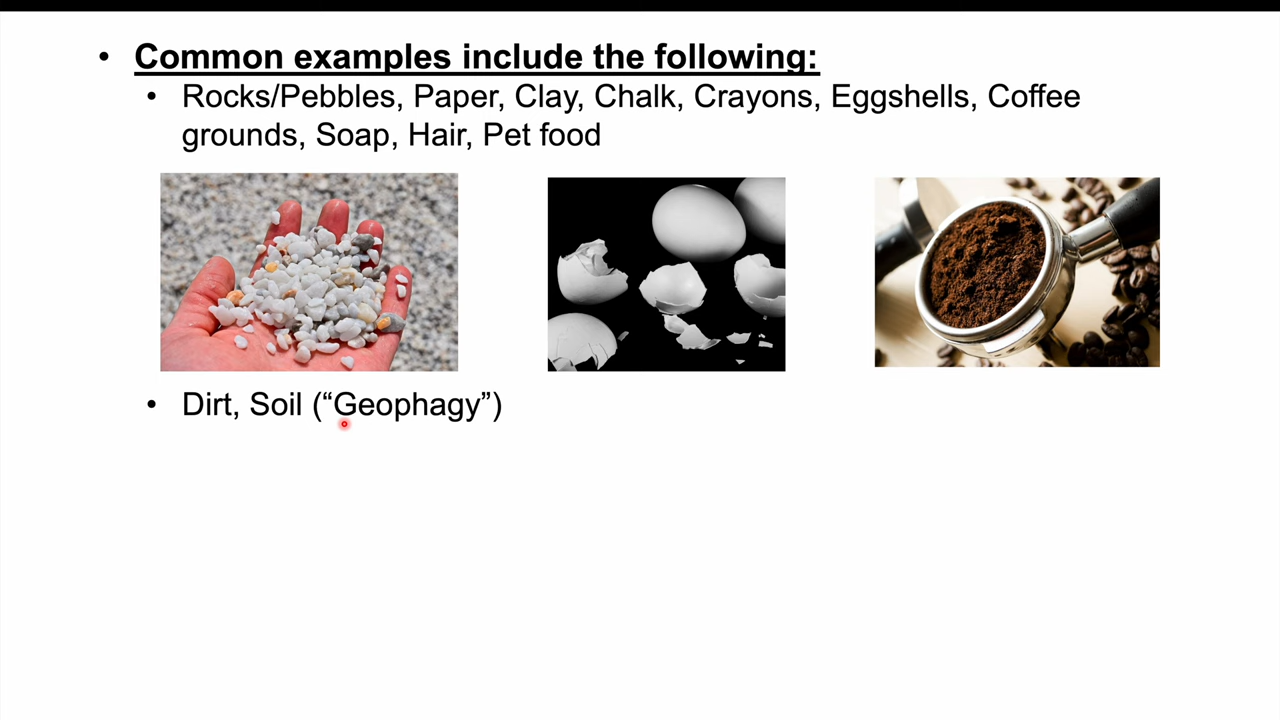 • Common examples include the following:
• Rocks/Pebbles, Paper, Clay, Chalk, Crayons, Eggshells, Coffee
grounds, Soap, Hair, Pet food
• Dirt, Soil (“Geophagy”)